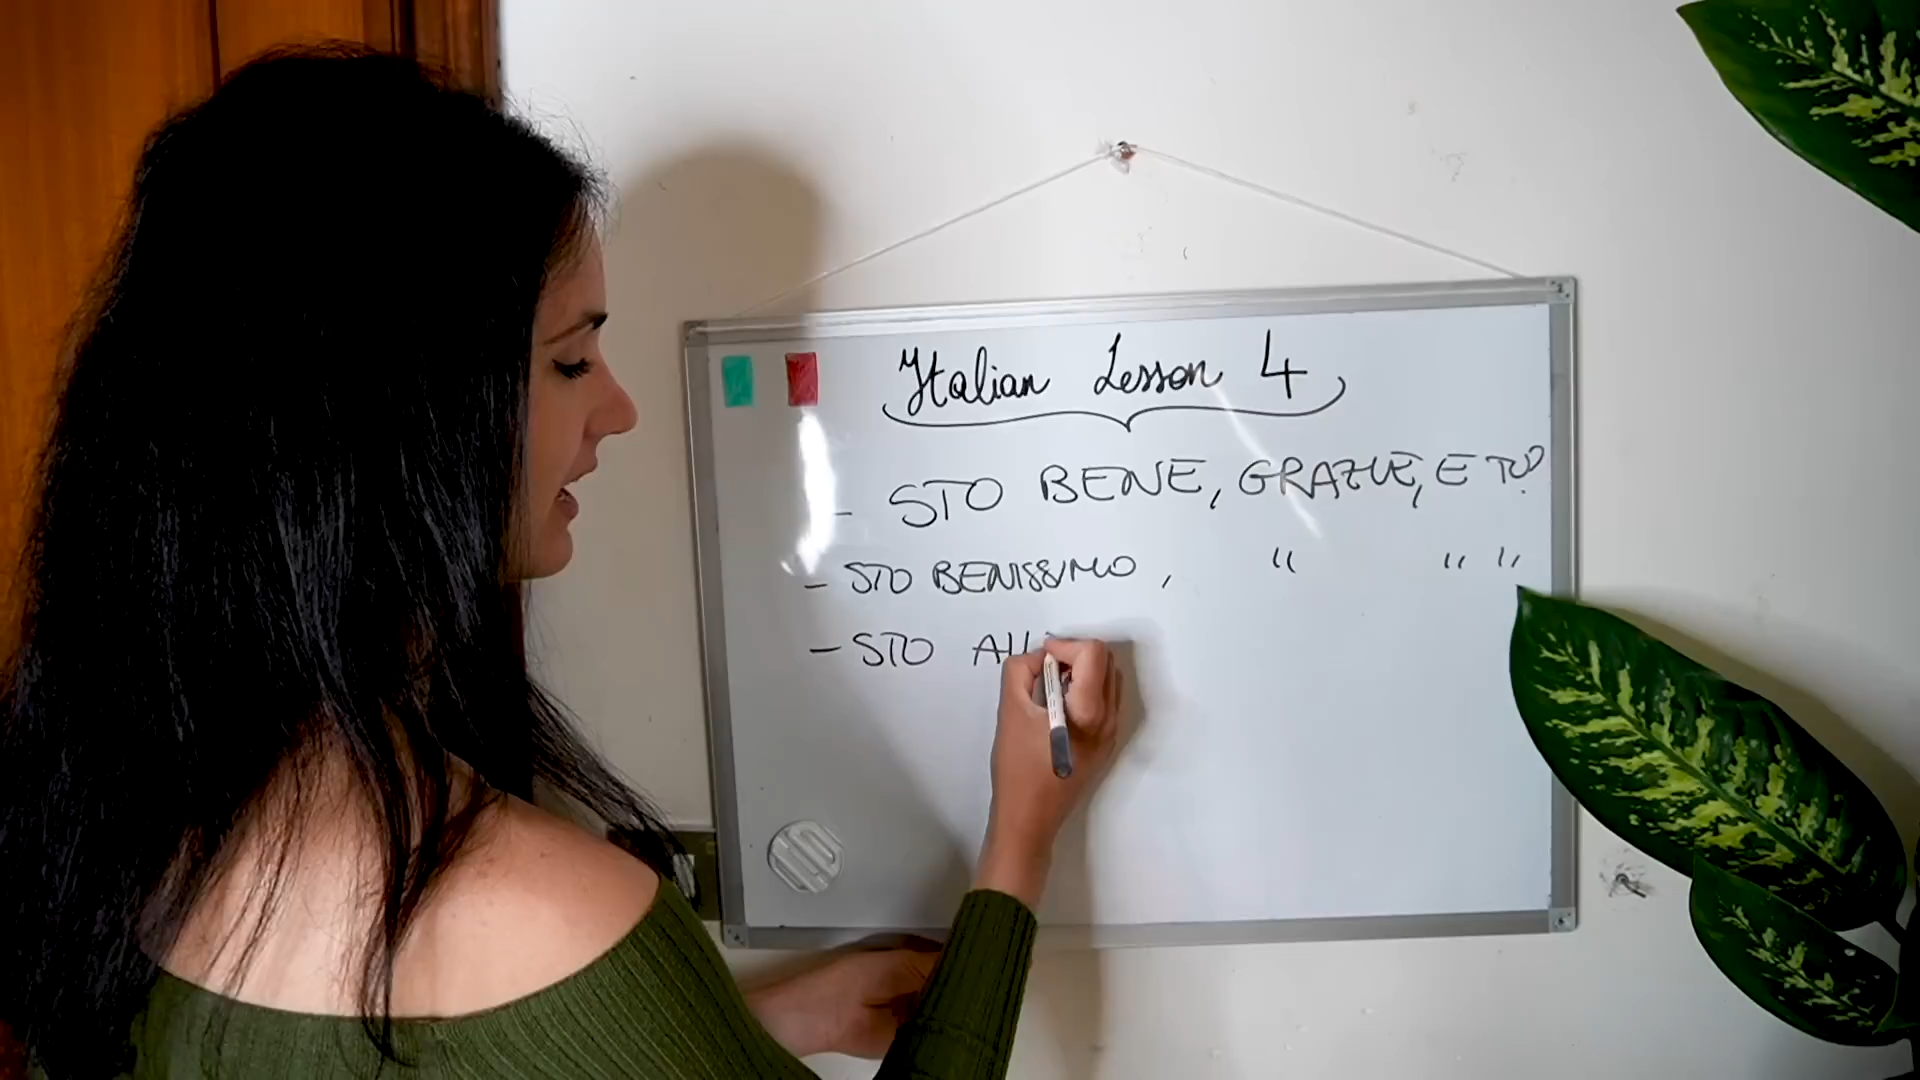 Italian Lesson 4
- STO BENE, GRAZIE, E TU?
- STO BENISSIMO, " " "
- STO